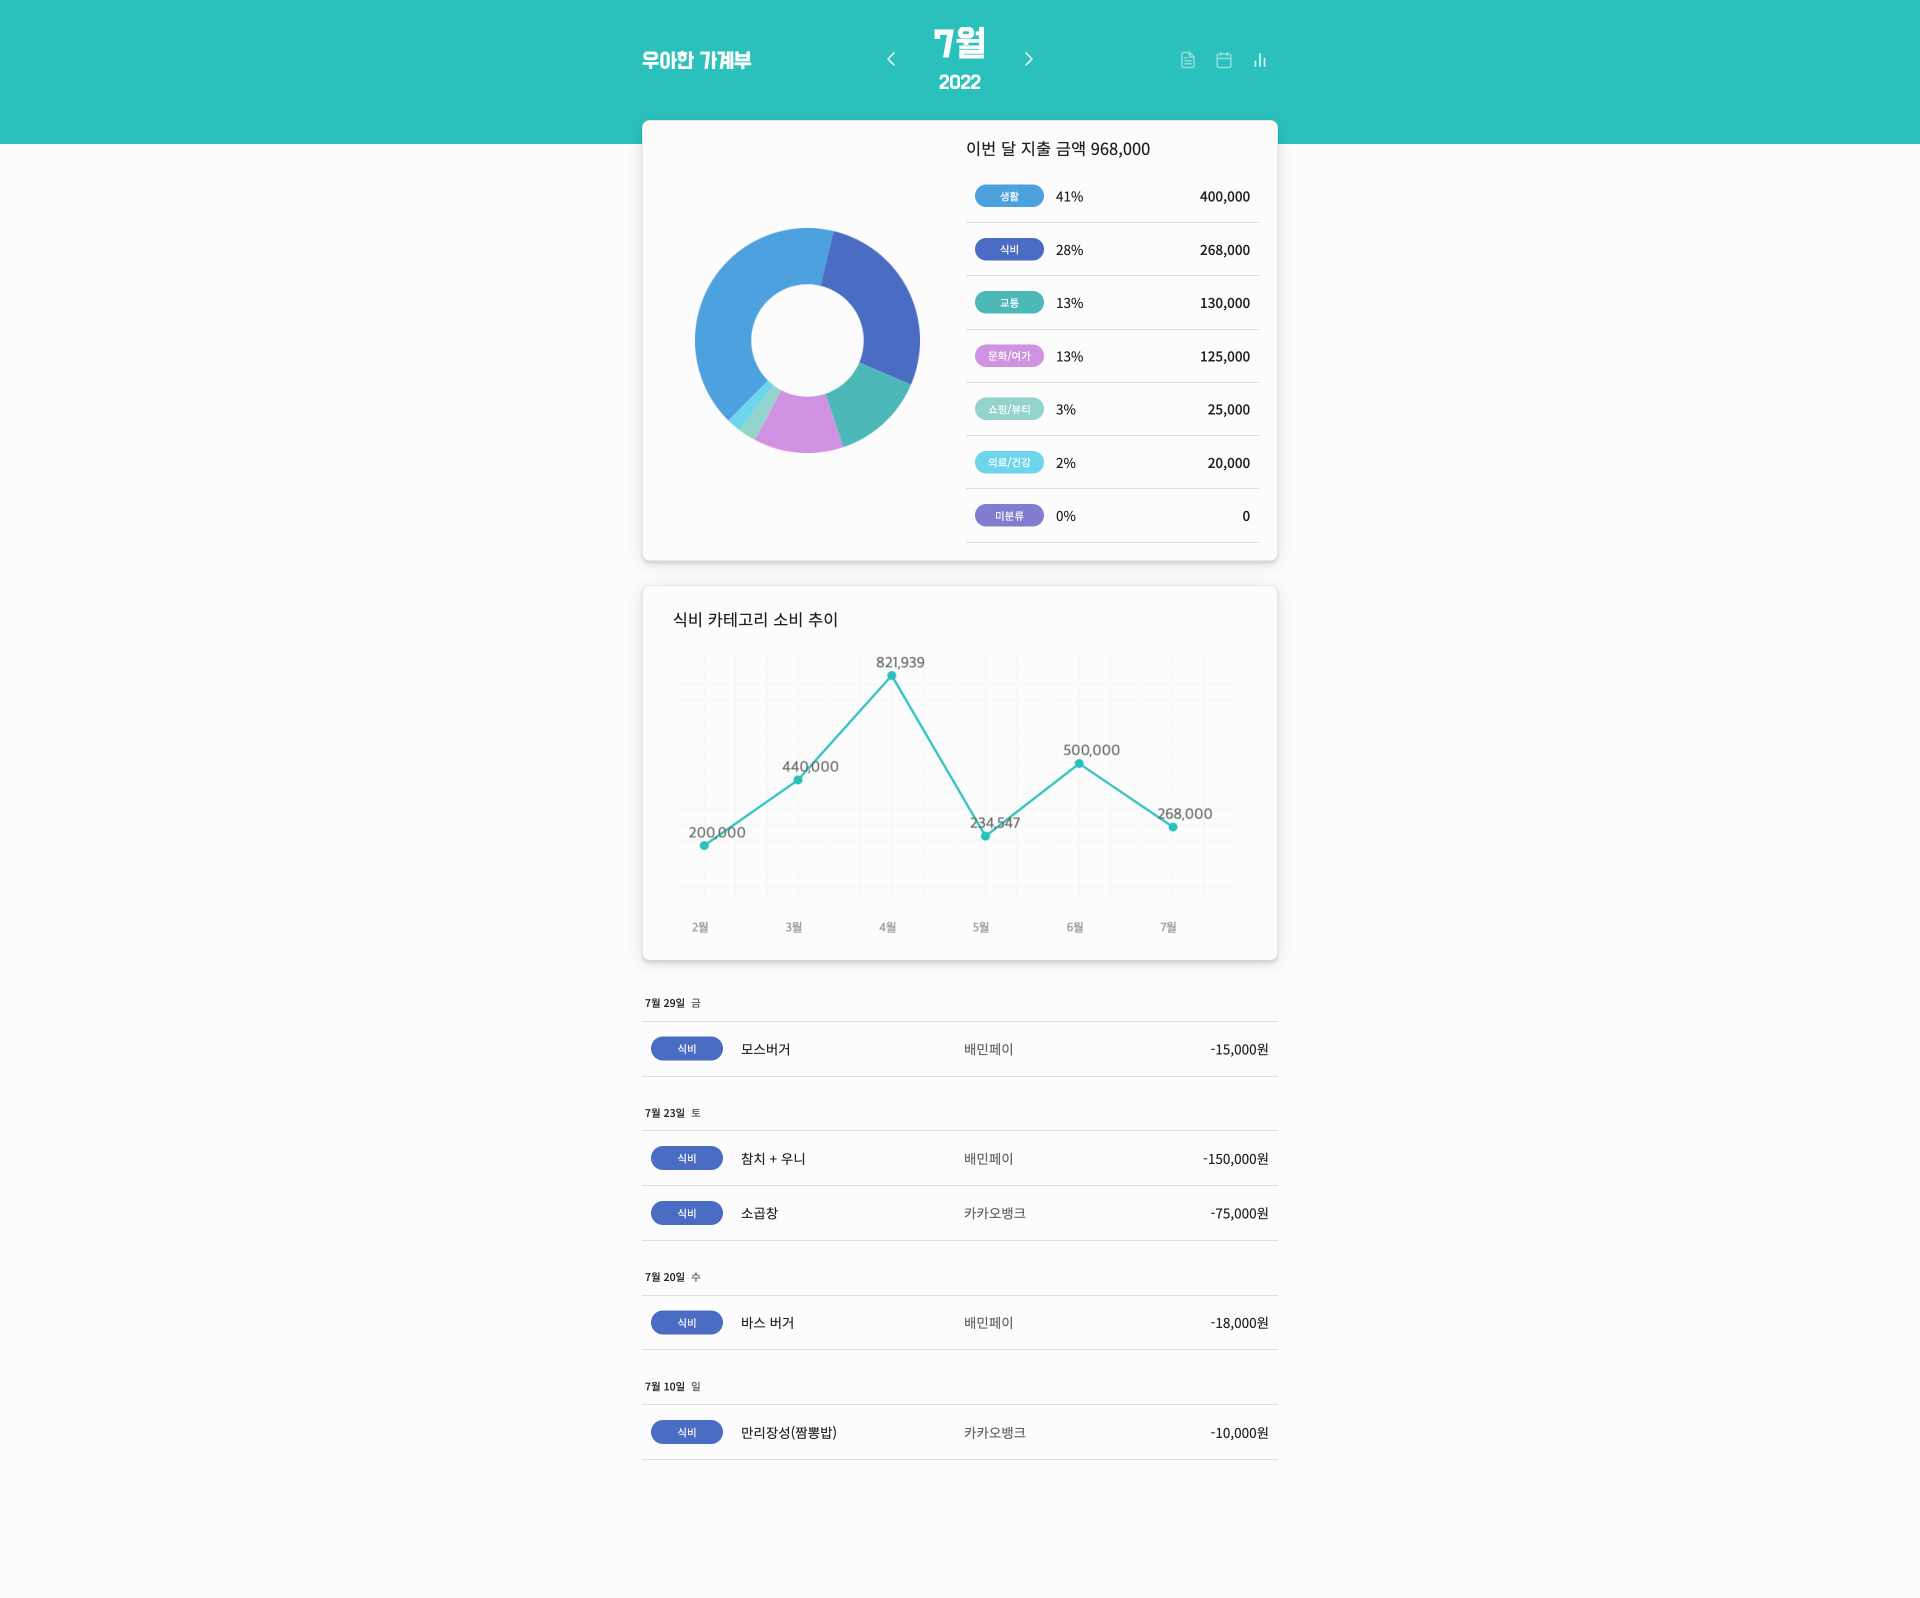 우아한 가계부
7월
2022
이번 달 지출 금액 968,000
생활 41% 400,000
식비 28% 268,000
교통 13% 130,000
문화/여가 13% 125,000
쇼핑/뷰티 3% 25,000
의료/건강 2% 20,000
미분류 0% 0
식비 카테고리 소비 추이
821,939
500,000
440,000
268,000
234,547
200,000
2월 3월 4월 5월 6월 7월
7월 29일 금
식비 모스버거 배민페이 -15,000원
7월 23일 토
식비 참치 + 우니 배민페이 -150,000원
식비 소곱창 카카오뱅크 -75,000원
7월 20일 수
식비 바스 버거 배민페이 -18,000원
7월 10일 일
식비 만리장성(짬뽕밥) 카카오뱅크 -10,000원